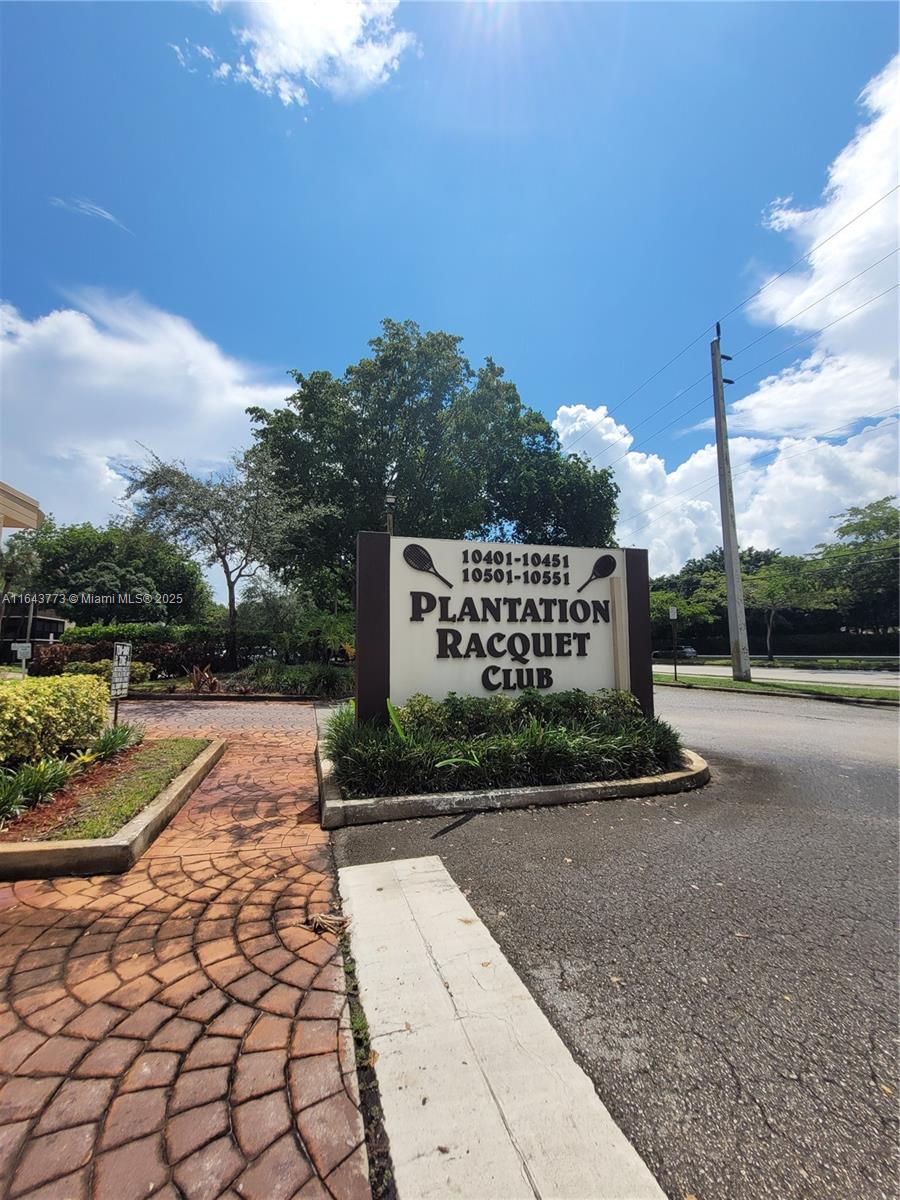 10401-10451
10501-10551
PLANTATION
RACQUET
CLUB
A11643773 © Miami MLS® 2025